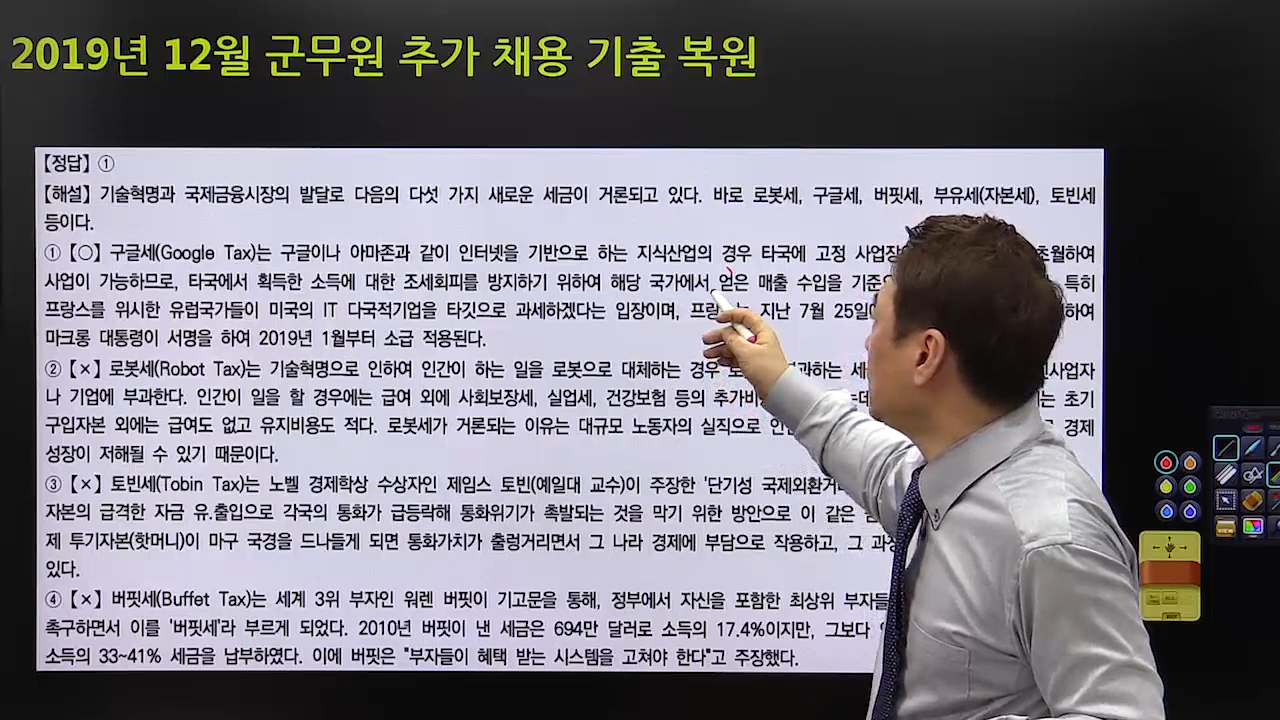 2019년 12월 군무원 추가 채용 기출 복원
【정답】 ①
【해설】 기술혁명과 국제금융시장의 발달로 다음의 다섯 가지 새로운 세금이 거론되고 있다. 바로 로봇세, 구글세, 버핏세, 부유세(자본세), 토빈세
등이다.
① 【○】 구글세(Google Tax)는 구글이나 아마존과 같이 인터넷을 기반으로 하는 지식산업의 경우 타국에 고정 초월하여
사업이 가능하므로, 타국에서 획득한 소득에 대한 조세회피를 방지하기 위하여 해당 국가에서 얻은 매출 수입을 특히
프랑스를 위시한 유럽국가들이 미국의 IT 다국적기업을 타깃으로 과세하겠다는 입장이며, 지난 7월
마크롱 대통령이 서명을 하여 2019년 1월부터 소급 적용된다.
② 【×】 로봇세(Robot Tax)는 기술혁명으로 인하여 인간이 하는 일을 로봇으로 대체하는 경우
나 기업에 부과한다. 인간이 일을 할 경우에는 급여 외에 사회보장세, 실업세, 건강보험 등의 초기
구입자본 외에는 급여도 없고 유지비용도 적다. 로봇세가 거론되는 이유는 대규모 노동자의 실직으로 경제
성장이 저해될 수 있기 때문이다.
③ 【×】 토빈세(Tobin Tax)는 노벨 경제학상 수상자인 제임스 토빈(예일대 교수)이 주장한
자본의 급격한 자금 유.출입으로 각국의 통화가 급등락해 통화위기가 촉발되는 것을 막기 위한 방안으로 이 같은
제 투기자본(핫머니)이 마구 국경을 드나들게 되면 통화가치가 출렁거리면서 그 나라 경제에 부담으로 작용하고, 그
있다.
④ 【×】 버핏세(Buffet Tax)는 세계 3위 부자인 워렌 버핏이 기고문을 통해, 정부에서 자신을 포함한 최상위
촉구하면서 이를 '버핏세'라 부르게 되었다. 2010년 버핏이 낸 세금은 694만 달러로 소득의 17.4%이지만, 그보다
소득의 33~41% 세금을 납부하였다. 이에 버핏은 "부자들이 혜택 받는 시스템을 고쳐야 한다"고 주장했다.
VIEW